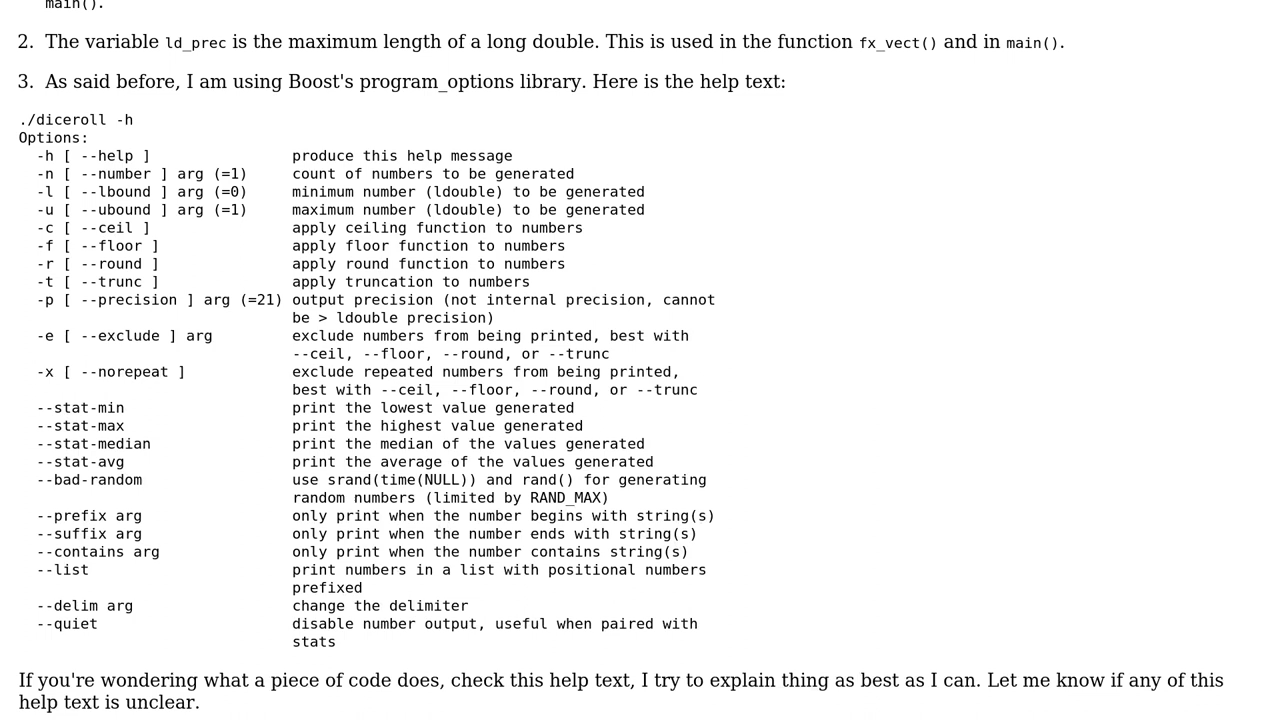 main().
2. The variable ld_prec is the maximum length of a long double. This is used in the function fx_vect() and in main().
3. As said before, I am using Boost's program_options library. Here is the help text:
./diceroll -h
Options:
  -h [ --help ]                produce this help message
  -n [ --number ] arg (=1)     count of numbers to be generated
  -l [ --lbound ] arg (=0)     minimum number (ldouble) to be generated
  -u [ --ubound ] arg (=1)     maximum number (ldouble) to be generated
  -c [ --ceil ]                apply ceiling function to numbers
  -f [ --floor ]               apply floor function to numbers
  -r [ --round ]               apply round function to numbers
  -t [ --trunc ]               apply truncation to numbers
  -p [ --precision ] arg (=21) output precision (not internal precision, cannot
                               be > ldouble precision)
  -e [ --exclude ] arg         exclude numbers from being printed, best with
                               --ceil, --floor, --round, or --trunc
  -x [ --norepeat ]            exclude repeated numbers from being printed,
                               best with --ceil, --floor, --round, or --trunc
  --stat-min                   print the lowest value generated
  --stat-max                   print the highest value generated
  --stat-median                print the median of the values generated
  --stat-avg                   print the average of the values generated
  --bad-random                 use srand(time(NULL)) and rand() for generating
                               random numbers (limited by RAND_MAX)
  --prefix arg                 only print when the number begins with string(s)
  --suffix arg                 only print when the number ends with string(s)
  --contains arg               only print when the number contains string(s)
  --list                       print numbers in a list with positional numbers
                               prefixed
  --delim arg                  change the delimiter
  --quiet                      disable number output, useful when paired with
                               stats
If you're wondering what a piece of code does, check this help text, I try to explain thing as best as I can. Let me know if any of this
help text is unclear.